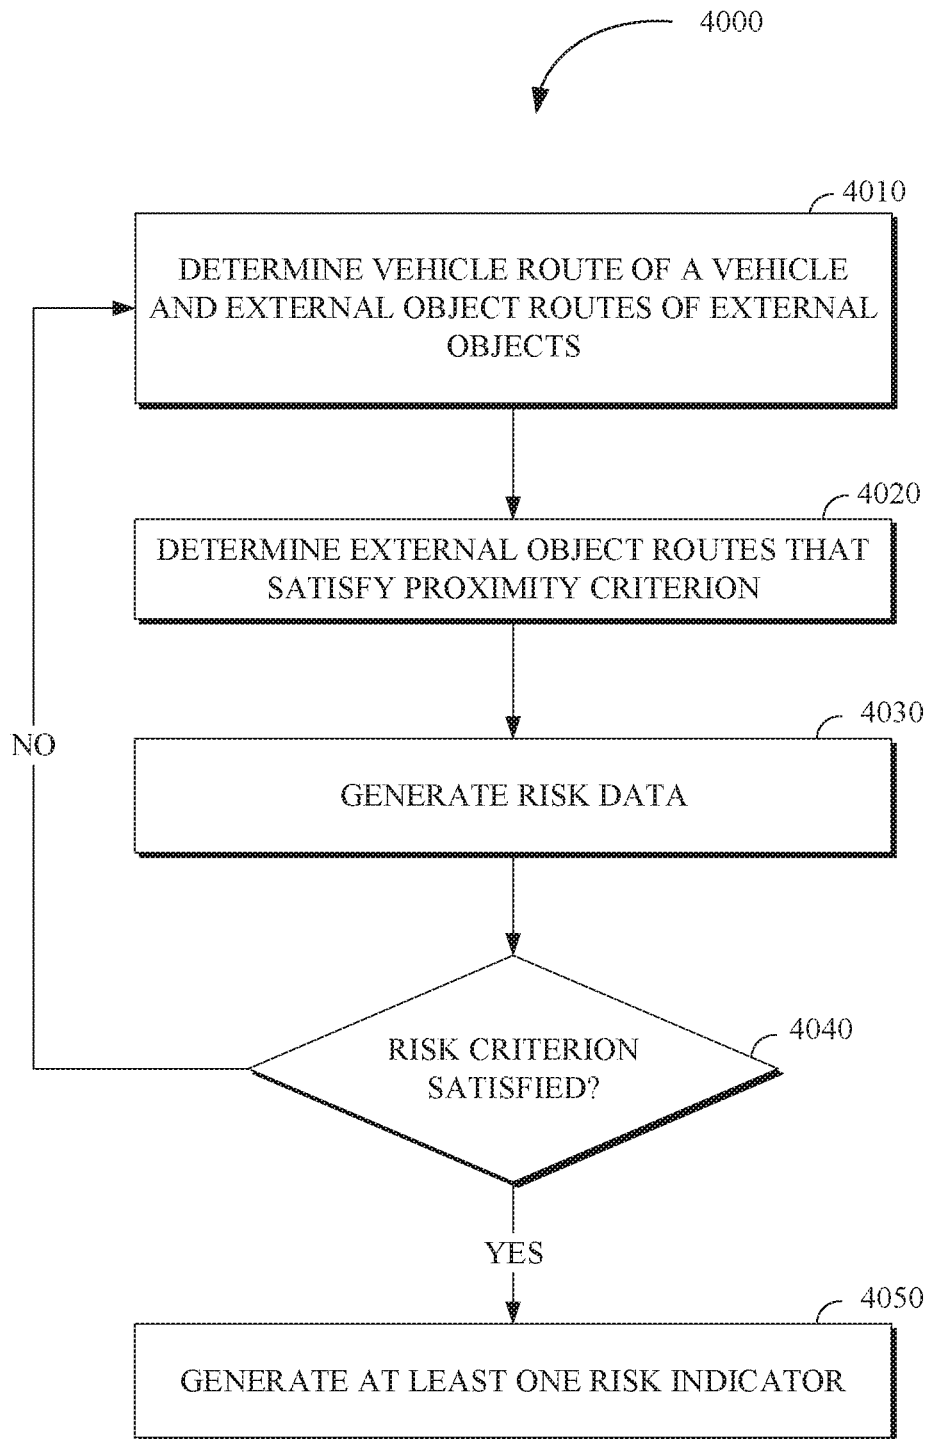 4000
4010
DETERMINE VEHICLE ROUTE OF A VEHICLE
AND EXTERNAL OBJECT ROUTES OF EXTERNAL
OBJECTS
4020
DETERMINE EXTERNAL OBJECT ROUTES THAT
SATISFY PROXIMITY CRITERION
4030
NO
GENERATE RISK DATA
4040
RISK CRITERION
SATISFIED?
YES
4050
GENERATE AT LEAST ONE RISK INDICATOR